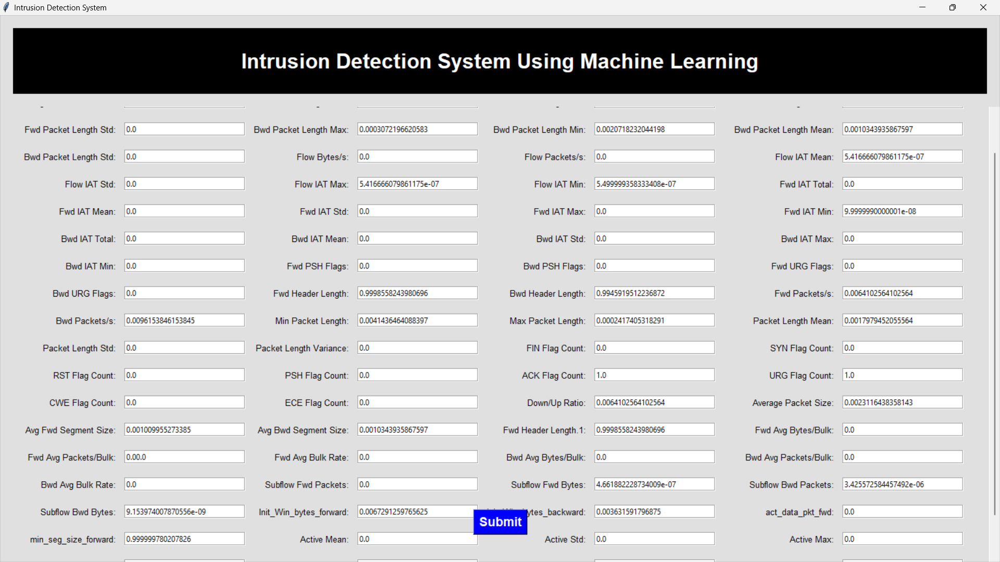 Intrusion Detection System
Intrusion Detection System Using Machine Learning
Fwd Packet Length Std: 0.0 Bwd Packet Length Max: 0.0003072196620583 Bwd Packet Length Min: 0.0020718232044198 Bwd Packet Length Mean: 0.0010343935867597
Bwd Packet Length Std: 0.0 Flow Bytes/s: 0.0 Flow Packets/s: 0.0 Flow IAT Mean: 5.416666079861175e-07
Flow IAT Std: 0.0 Flow IAT Max: 5.416666079861175e-07 Flow IAT Min: 5.499999358333408e-07 Fwd IAT Total: 0.0
Fwd IAT Mean: 0.0 Fwd IAT Std: 0.0 Fwd IAT Max: 0.0 Fwd IAT Min: 9.9999990000001e-08
Bwd IAT Total: 0.0 Bwd IAT Mean: 0.0 Bwd IAT Std: 0.0 Bwd IAT Max: 0.0
Bwd IAT Min: 0.0 Fwd PSH Flags: 0.0 Bwd PSH Flags: 0.0 Fwd URG Flags: 0.0
Bwd URG Flags: 0.0 Fwd Header Length: 0.9998558243980696 Bwd Header Length: 0.9945919512236872 Fwd Packets/s: 0.0064102564102564
Bwd Packets/s: 0.0096153846153845 Min Packet Length: 0.0041436464088397 Max Packet Length: 0.0002417405318291 Packet Length Mean: 0.0017979452055564
Packet Length Std: 0.0 Packet Length Variance: 0.0 FIN Flag Count: 0.0 SYN Flag Count: 0.0
RST Flag Count: 0.0 PSH Flag Count: 0.0 ACK Flag Count: 1.0 URG Flag Count: 1.0
CWE Flag Count: 0.0 ECE Flag Count: 0.0 Down/Up Ratio: 0.0064102564102564 Average Packet Size: 0.0023116438358143
Avg Fwd Segment Size: 0.001009955273385 Avg Bwd Segment Size: 0.0010343935867597 Fwd Header Length.1: 0.9998558243980696 Fwd Avg Bytes/Bulk: 0.0
Fwd Avg Packets/Bulk: 0.00.0 Fwd Avg Bulk Rate: 0.0 Bwd Avg Bytes/Bulk: 0.0 Bwd Avg Packets/Bulk: 0.0
Bwd Avg Bulk Rate: 0.0 Subflow Fwd Packets: 0.0 Subflow Fwd Bytes: 4.661882228734009e-07 Subflow Bwd Packets: 3.425572584457492e-06
Subflow Bwd Bytes: 9.153974007870556e-09 Init_Win_bytes_forward: 0.0067291259765625 ytes_backward: 0.003631591796875 act_data_pkt_fwd: 0.0
Submit
min_seg_size_forward: 0.999999780207826 Active Mean: 0.0 Active Std: 0.0 Active Max: 0.0